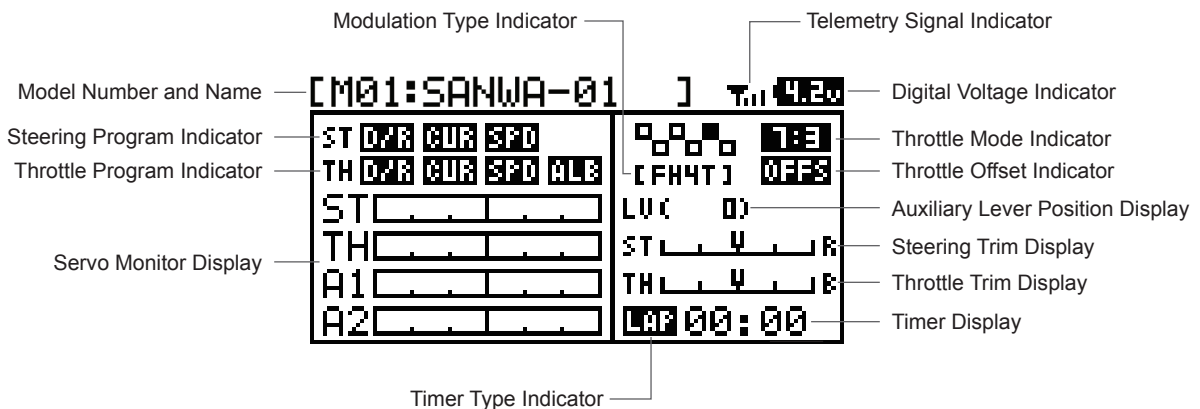 Modulation Type Indicator
Telemetry Signal Indicator
Model Number and Name
[M01:SANWA-01 ]
4.2v
Digital Voltage Indicator
Steering Program Indicator
ST D/R CUR SPD
7:3
Throttle Mode Indicator
Throttle Program Indicator
TH D/R CUR SPD ALB
[FH4T]
OFFS
Throttle Offset Indicator
ST
LV( 0)
Auxiliary Lever Position Display
TH
ST R
Steering Trim Display
Servo Monitor Display
A1
TH B
Throttle Trim Display
A2
LAP 00:00
Timer Display
Timer Type Indicator